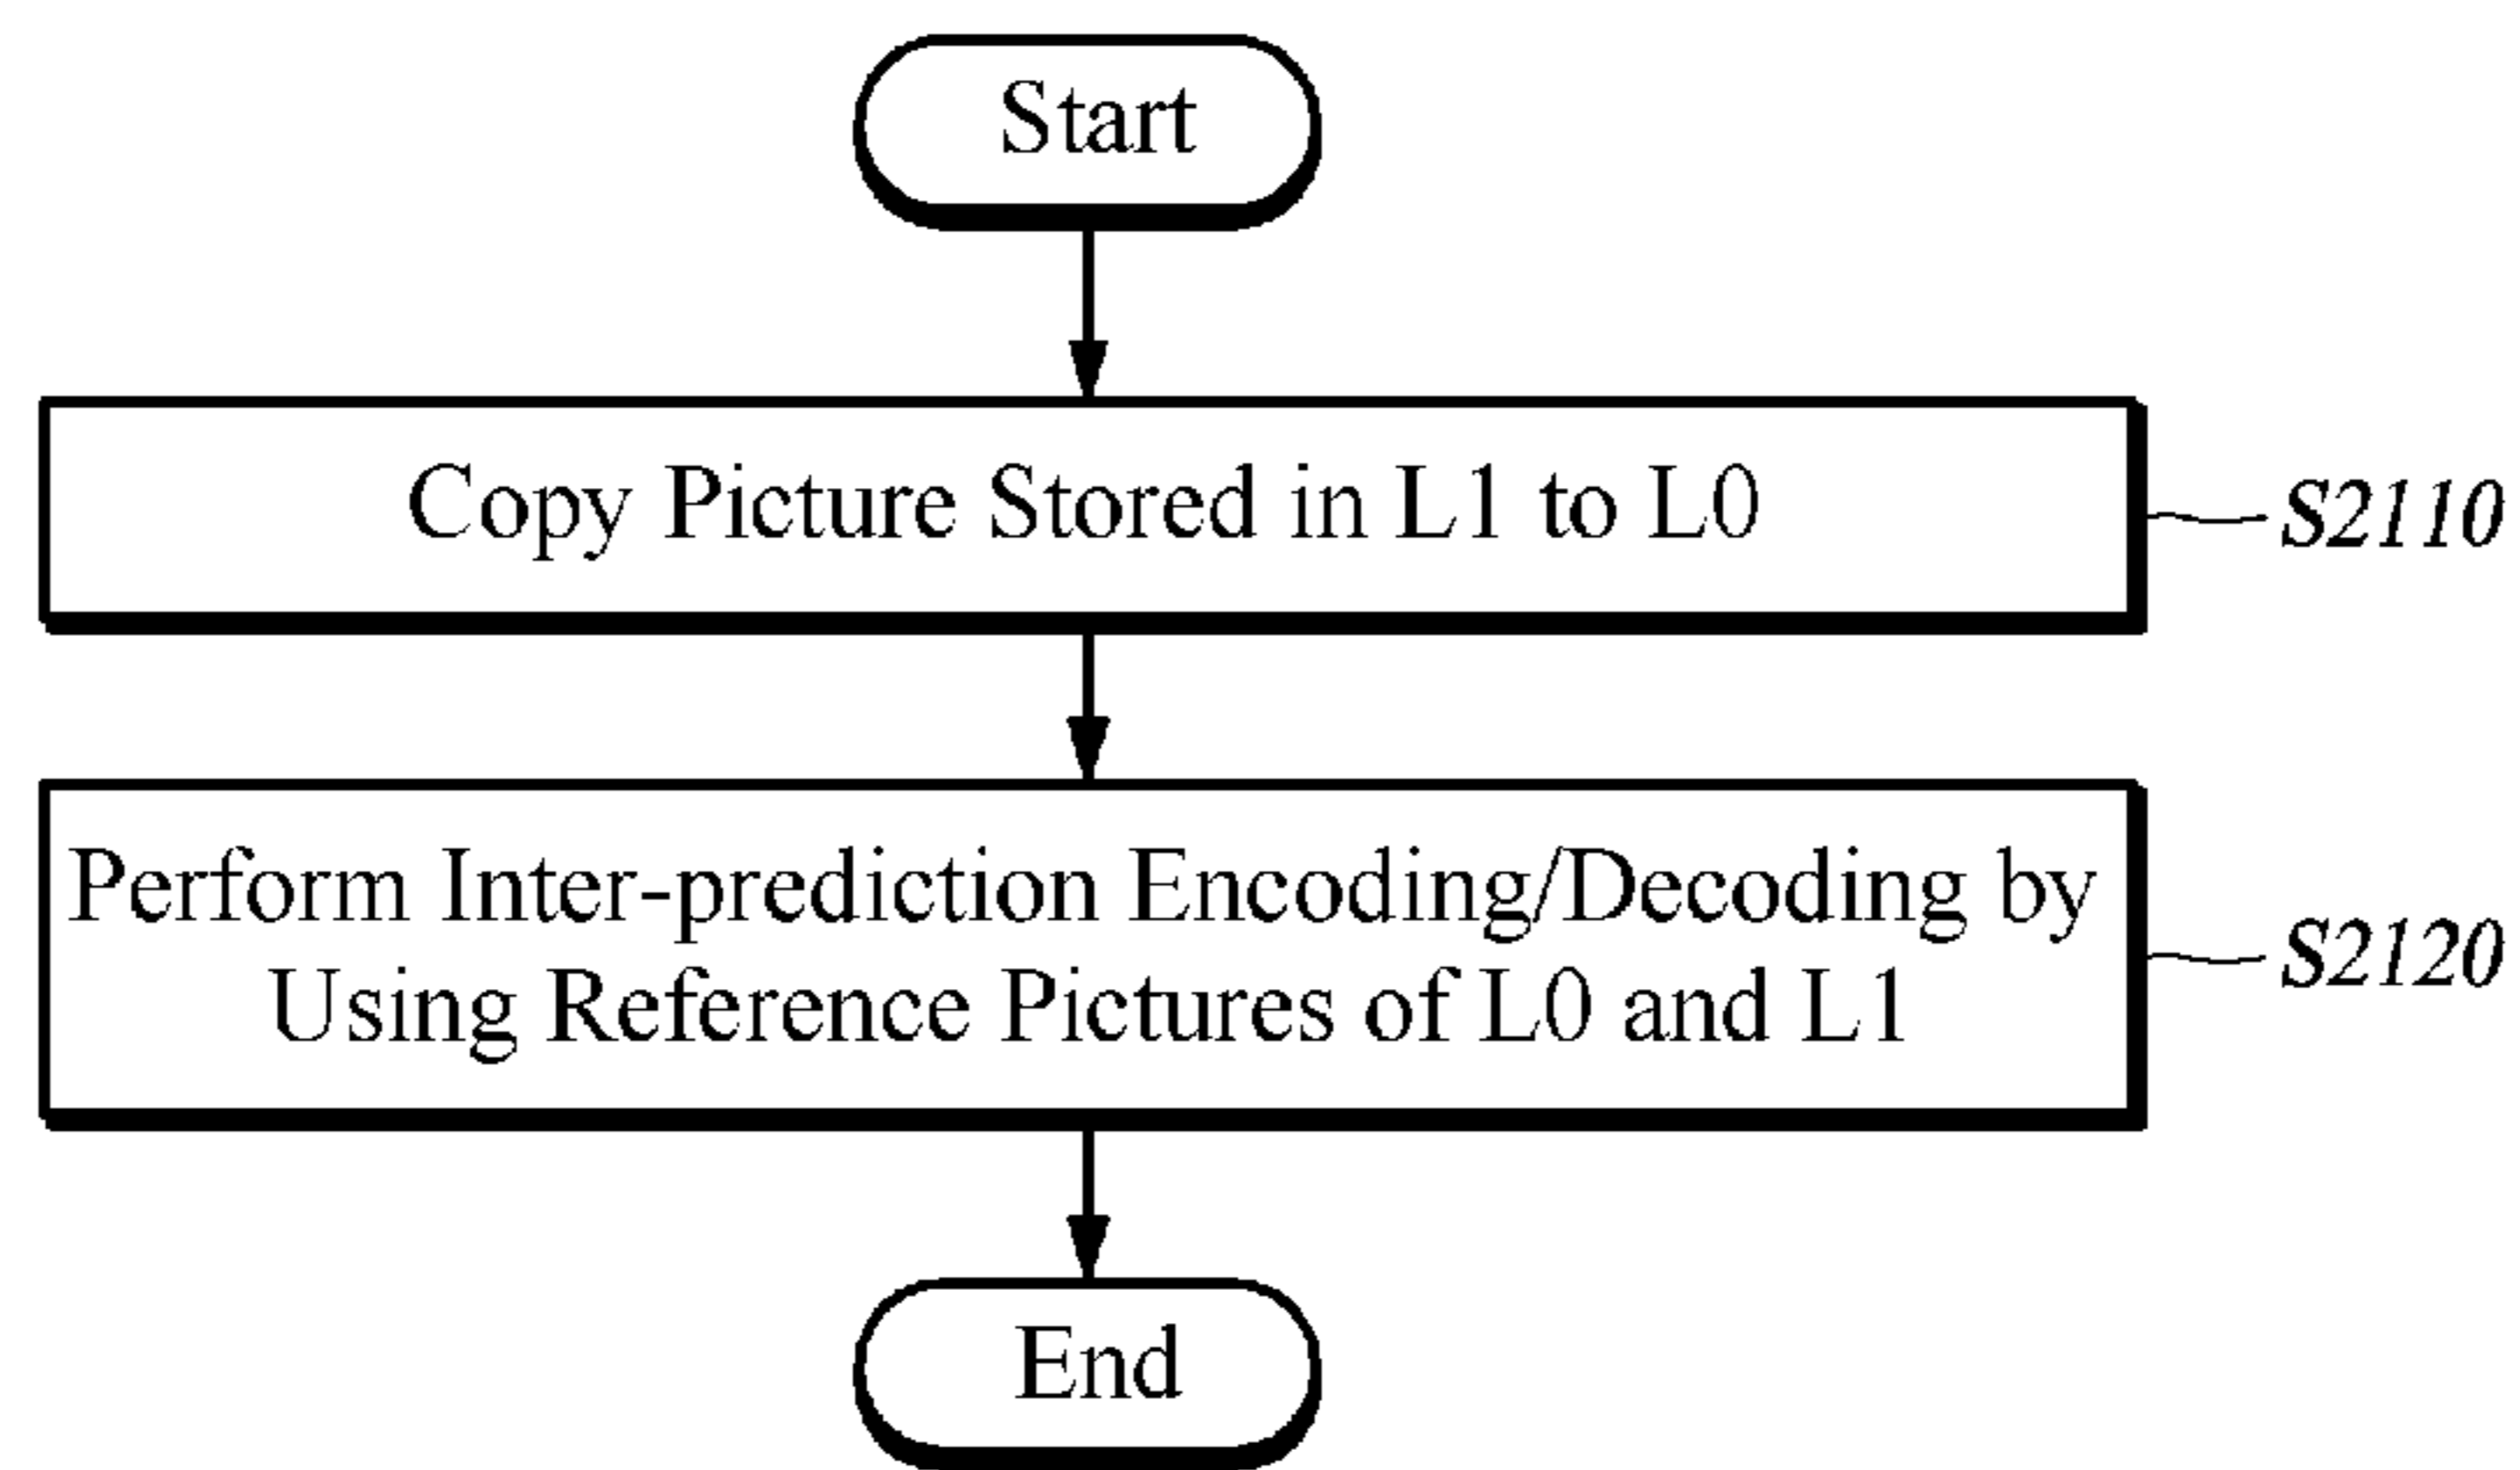 Start
Copy Picture Stored in L1 to L0
S2110
Perform Inter-prediction Encoding/Decoding by
Using Reference Pictures of L0 and L1
S2120
End